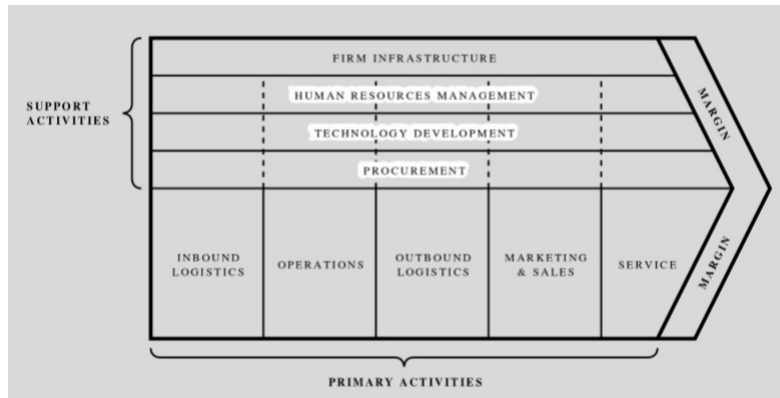 FIRM INFRASTRUCTURE
HUMAN RESOURCES MANAGEMENT
SUPPORT
ACTIVITIES
TECHNOLOGY DEVELOPMENT
PROCUREMENT
MARGIN
INBOUND
LOGISTICS
OPERATIONS
OUTBOUND
LOGISTICS
MARKETING
& SALES
SERVICE
MARGIN
PRIMARY ACTIVITIES